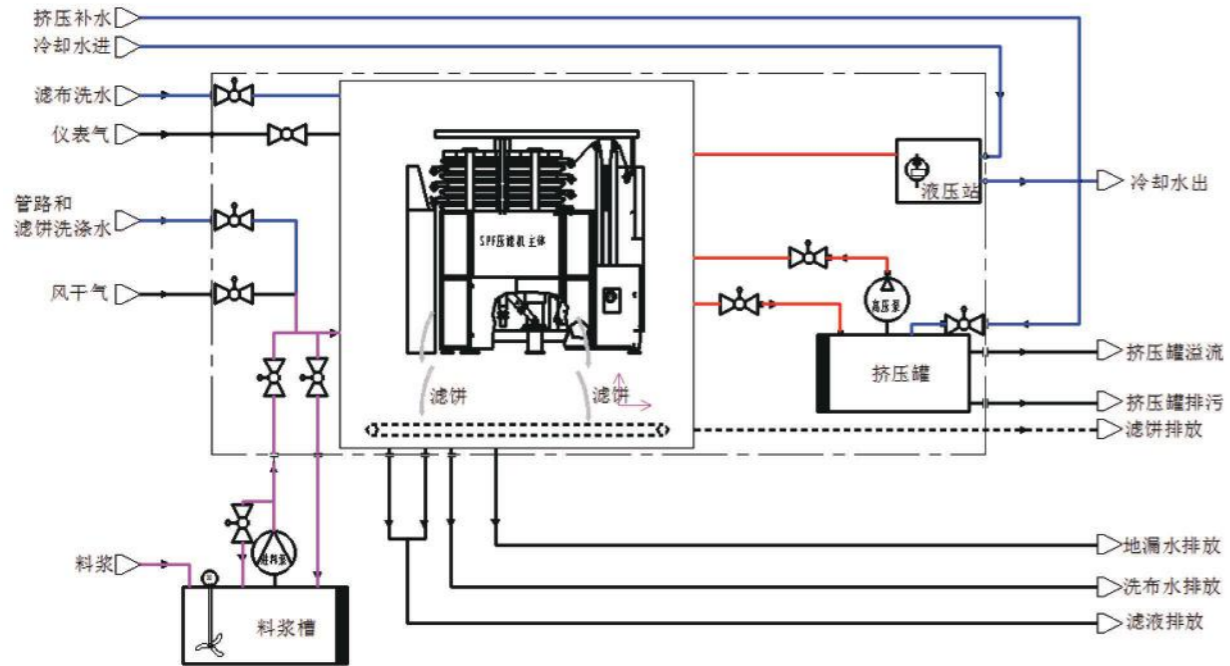 挤压补水
冷却水进
滤布洗水
仪表气
管路和
滤饼洗涤水
风干气
SPF压滤机主体
液压站
冷却水出
高压泵
挤压罐
挤压罐溢流
挤压罐排污
滤饼排放
滤饼
滤饼
进料泵
料浆
料浆槽
地漏水排放
洗布水排放
滤液排放